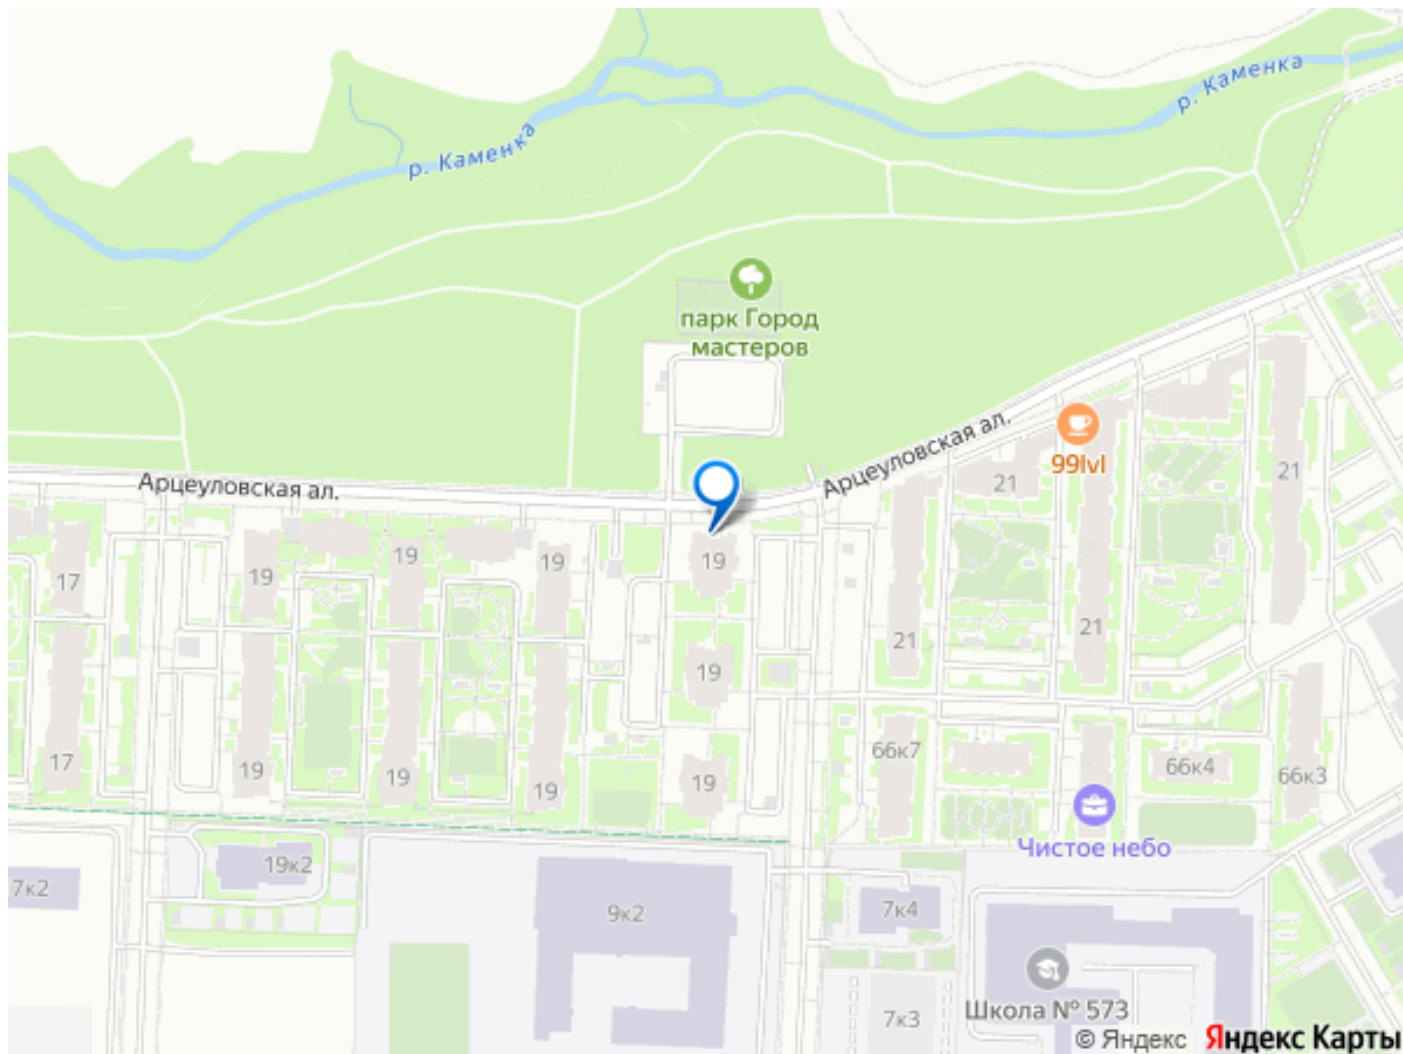 р. Каменка
р. Каменка
парк Город
мастеров
Арцеуловская ал.
99lvl
21
21
Арцеуловская ал.
19
19
19
19
17
21
21
19
66к7
66к4
66к3
17
19
19
19
19
Чистое небо
19к2
7к2
9к2
7к4
Школа № 573
7к3
© Яндекс Яндекс Карты